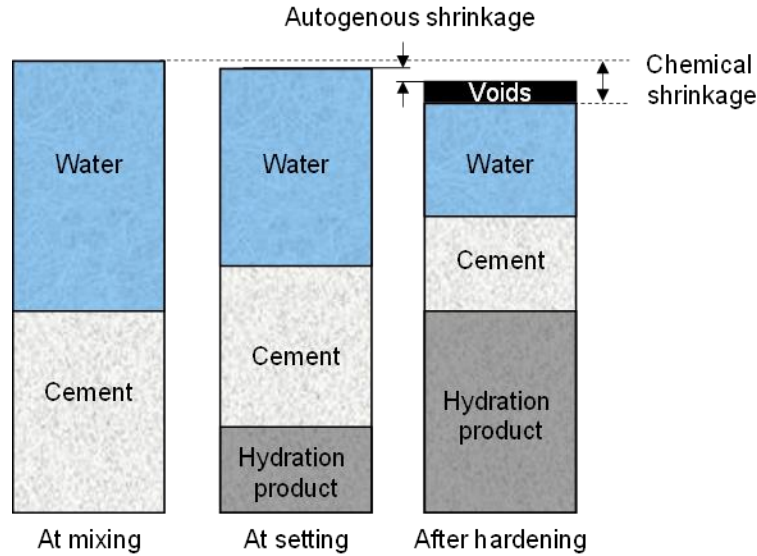 Autogenous shrinkage
Chemical
shrinkage
Voids
Water
Water
Water
Cement
Cement
Cement
Hydration
product
Hydration
product
At mixing
At setting
After hardening